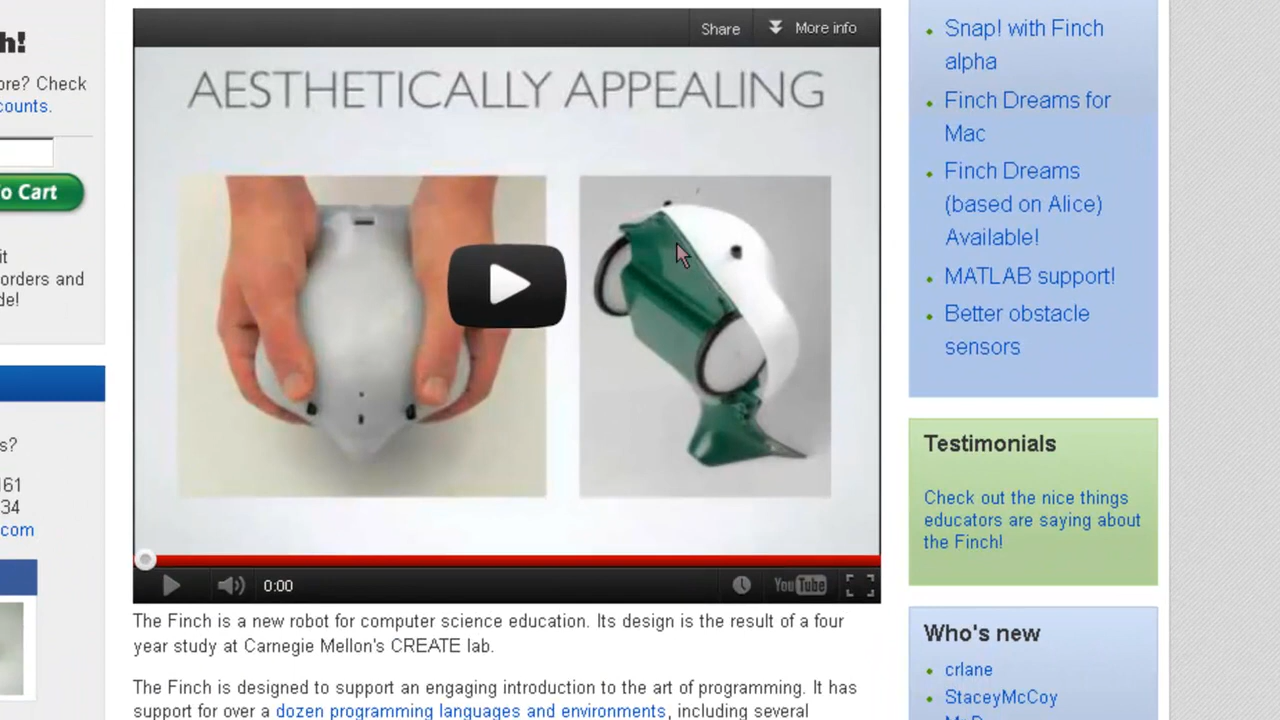 h!
ore? Check
counts.
o Cart
it
orders and
de!
s?
161
34
.com
Share
More info
AESTHETICALLY APPEALING
0:00
YouTube
The Finch is a new robot for computer science education. Its design is the result of a four
year study at Carnegie Mellon's CREATE lab.
The Finch is designed to support an engaging introduction to the art of programming. It has
support for over a dozen programming languages and environments, including several
Snap! with Finch
alpha
Finch Dreams for
Mac
Finch Dreams
(based on Alice)
Available!
MATLAB support!
Better obstacle
sensors
Testimonials
Check out the nice things
educators are saying about
the Finch!
Who's new
crlane
StaceyMcCoy